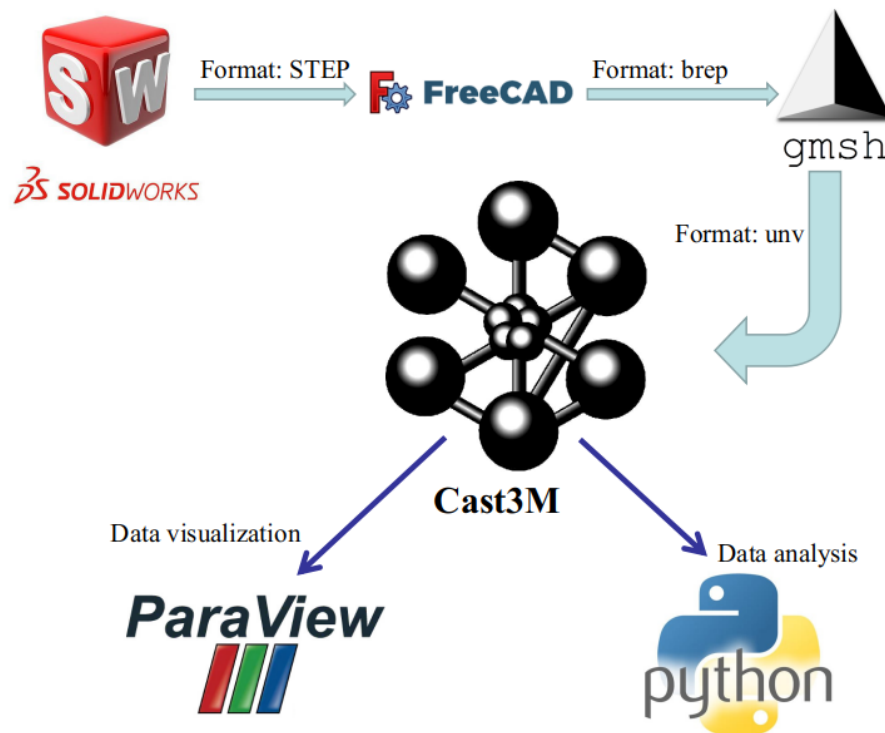 Format: STEP
Format: brep
SW
FreeCAD
gmsh
SOLIDWORKS
Format: unv
Cast3M
Data visualization
Data analysis
ParaView
python